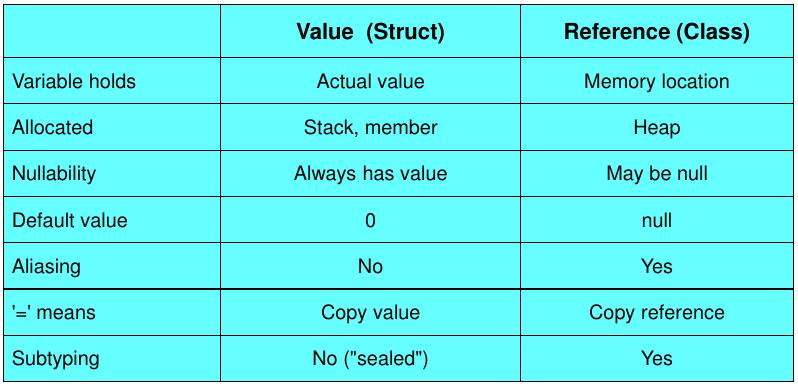 Value  (Struct) Reference (Class)
Variable holds Actual value Memory location
Allocated Stack, member Heap
Nullability Always has value May be null
Default value 0 null
Aliasing No Yes
'=' means Copy value Copy reference
Subtyping No ("sealed") Yes